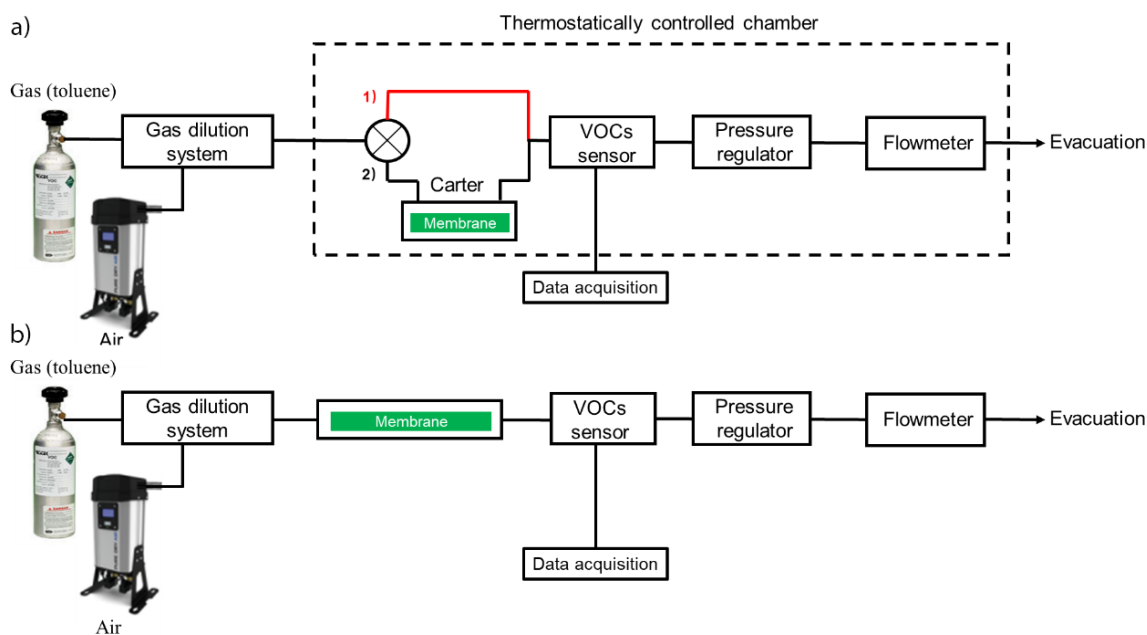 a)
Thermostatically controlled chamber
Gas (toluene)
Gas dilution
system
1)
2)
Carter
Membrane
VOCs
sensor
Pressure
regulator
Flowmeter
Evacuation
Data acquisition
Air
b)
Gas (toluene)
Gas dilution
system
Membrane
VOCs
sensor
Pressure
regulator
Flowmeter
Evacuation
Data acquisition
Air